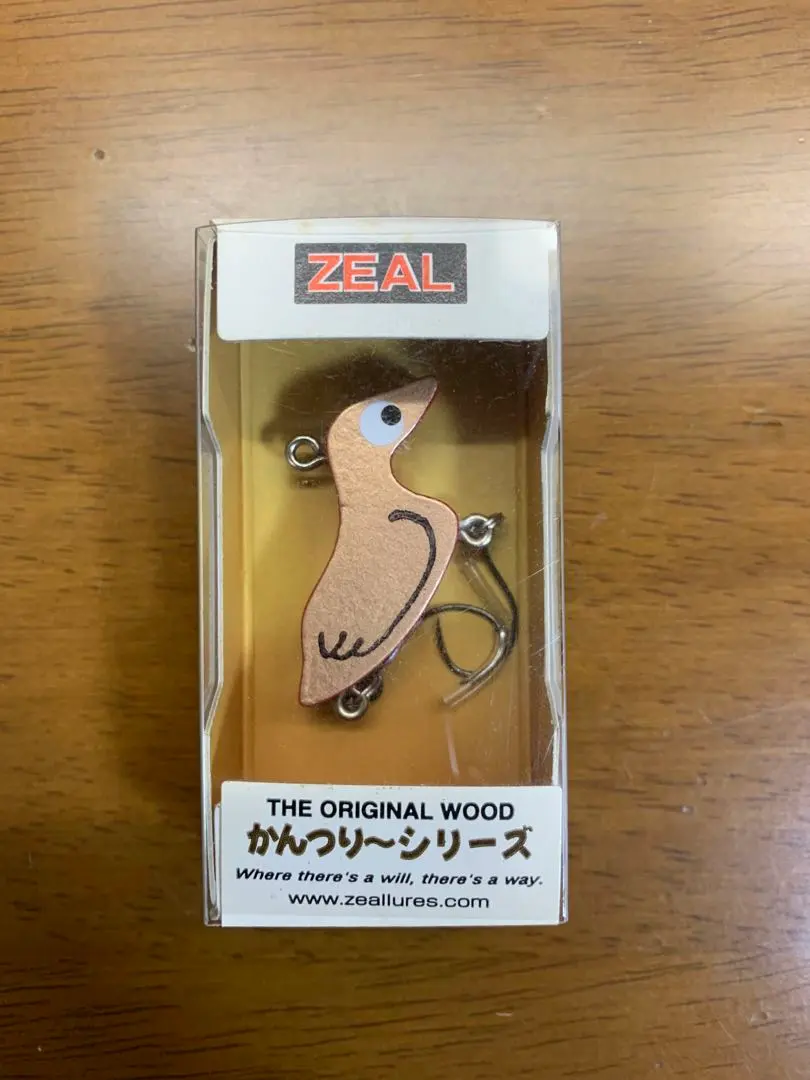 ZEAL
THE ORIGINAL WOOD
かんつり～シリーズ
Where there's a will, there's a way.
www.zeallures.com